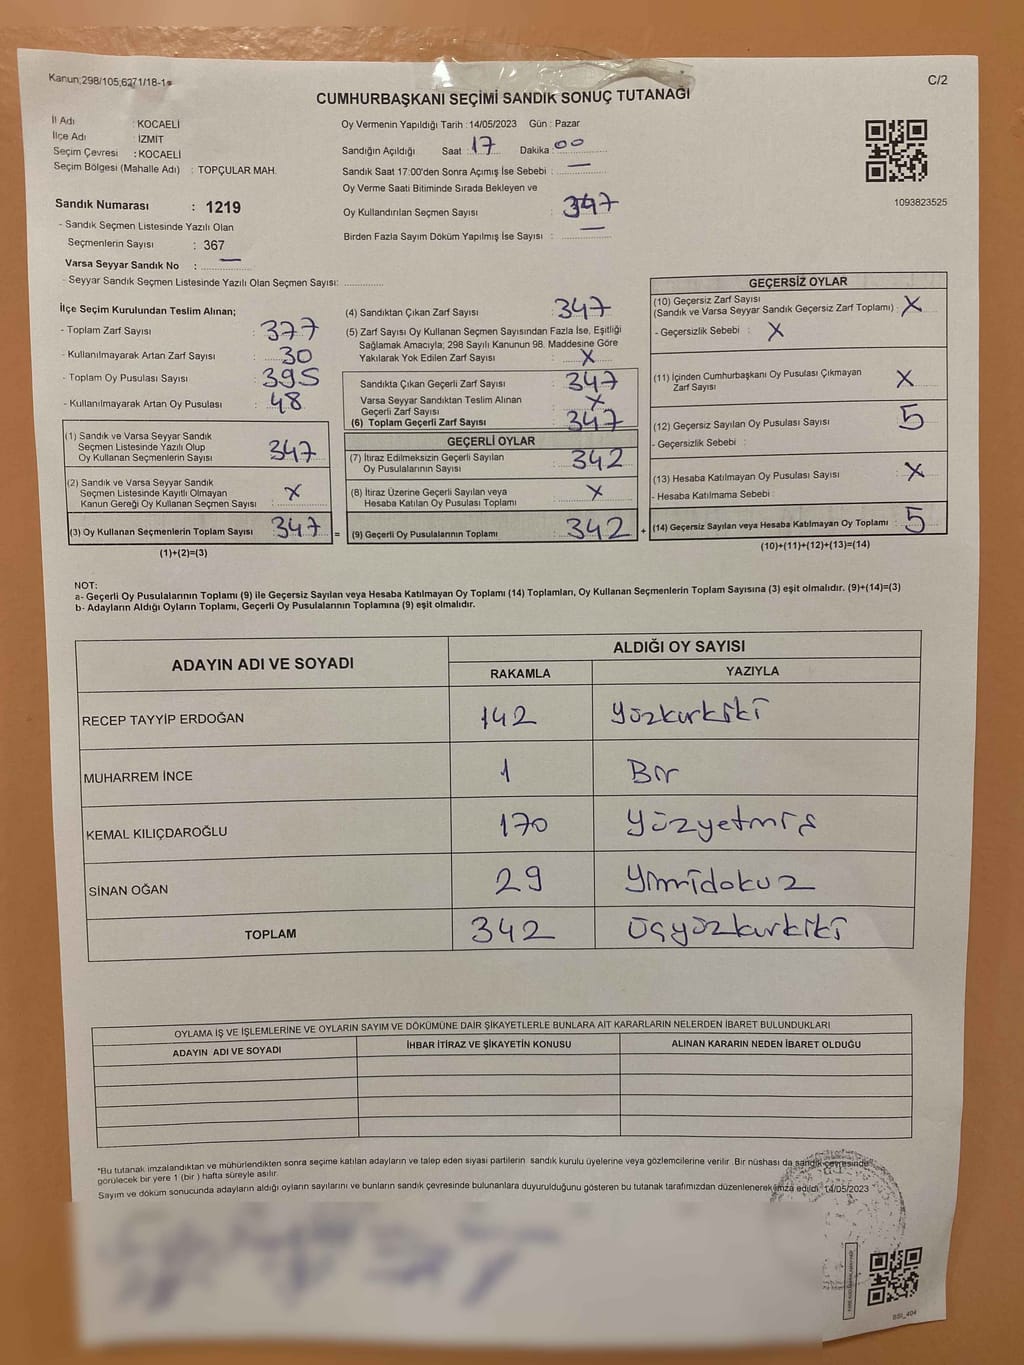 Kanun;298/105;6271/18-1
C/2
CUMHURBAŞKANI SEÇİMİ SANDIK SONUÇ TUTANAĞI
İl Adı : KOCAELİ
İlçe Adı : İZMİT
Seçim Çevresi : KOCAELİ
Seçim Bölgesi (Mahalle Adı) : TOPÇULAR MAH.
Oy Vermenin Yapıldığı Tarih :14/05/2023 Gün : Pazar
Sandığın Açıldığı Saat : 17 Dakika : 00
Sandık Saat 17:00'den Sonra Açımış İse Sebebi : —
Oy Verme Saati Bitiminde Sırada Bekleyen ve
Oy Kullandırılan Seçmen Sayısı : 347
Birden Fazla Sayım Döküm Yapılmış İse Sayısı : —
1093823525
Sandık Numarası : 1219
- Sandık Seçmen Listesinde Yazılı Olan
Seçmenlerin Sayısı : 367
Varsa Seyyar Sandık No : —
- Seyyar Sandık Seçmen Listesinde Yazılı Olan Seçmen Sayısı:
İlçe Seçim Kurulundan Teslim Alınan;
- Toplam Zarf Sayısı : 377
- Kullanılmayarak Artan Zarf Sayısı : 30
- Toplam Oy Pusulası Sayısı : 395
- Kullanılmayarak Artan Oy Pusulası : 48
(1) Sandık ve Varsa Seyyar Sandık
Seçmen Listesinde Yazılı Olup
Oy Kullanan Seçmenlerin Sayısı : 347
(2) Sandık ve Varsa Seyyar Sandık
Seçmen Listesinde Kayıtlı Olmayan
Kanun Gereği Oy Kullanan Seçmen Sayısı : X
(3) Oy Kullanan Seçmenlerin Toplam Sayısı : 347 =
(1)+(2)=(3)
(4) Sandıktan Çıkan Zarf Sayısı : 347
(5) Zarf Sayısı Oy Kullanan Seçmen Sayısından Fazla İse, Eşitliği
Sağlamak Amacıyla; 298 Sayılı Kanunun 98. Maddesine Göre
Yakılarak Yok Edilen Zarf Sayısı : X
Sandıkta Çıkan Geçerli Zarf Sayısı : 347
Varsa Seyyar Sandıktan Teslim Alınan
Geçerli Zarf Sayısı : X
(6) Toplam Geçerli Zarf Sayısı : 347
GEÇERLİ OYLAR
(7) İtiraz Edilmeksizin Geçerli Sayılan
Oy Pusulalarının Sayısı : 342
(8) İtiraz Üzerine Geçerli Sayılan veya
Hesaba Katılan Oy Pusulası Toplamı : X
(9) Geçerli Oy Pusulalarının Toplamı : 342 +
GEÇERSİZ OYLAR
(10) Geçersiz Zarf Sayısı
(Sandık ve Varsa Seyyar Sandık Geçersiz Zarf Toplamı) : X
- Geçersizlik Sebebi : X
(11) İçinden Cumhurbaşkanı Oy Pusulası Çıkmayan
Zarf Sayısı : X
(12) Geçersiz Sayılan Oy Pusulası Sayısı : 5
- Geçersizlik Sebebi :
(13) Hesaba Katılmayan Oy Pusulası Sayısı : X
- Hesaba Katılmama Sebebi :
(14) Geçersiz Sayılan veya Hesaba Katılmayan Oy Toplamı : 5
(10)+(11)+(12)+(13)=(14)
NOT:
a- Geçerli Oy Pusulalarının Toplamı (9) ile Geçersiz Sayılan veya Hesaba Katılmayan Oy Toplamı (14) Toplamları, Oy Kullanan Seçmenlerin Toplam Sayısına (3) eşit olmalıdır. (9)+(14)=(3)
b- Adayların Aldığı Oyların Toplamı, Geçerli Oy Pusulalarının Toplamına (9) eşit olmalıdır.
ADAYIN ADI VE SOYADI
ALDIĞI OY SAYISI
RAKAMLA YAZIYLA
RECEP TAYYİP ERDOĞAN 142 Yüzkırkiki
MUHARREM İNCE 1 Bir
KEMAL KILIÇDAROĞLU 170 Yüzyetmiş
SİNAN OĞAN 29 Yirmidokuz
TOPLAM 342 Üçyüzkırkiki
OYLAMA İŞ VE İŞLEMLERİNE VE OYLARIN SAYIM VE DÖKÜMÜNE DAİR ŞİKAYETLERLE BUNLARA AİT KARARLARIN NELERDEN İBARET BULUNDUKLARI
ADAYIN ADI VE SOYADI İHBAR İTİRAZ VE ŞİKAYETİN KONUSU ALINAN KARARIN NEDEN İBARET OLDUĞU
*Bu tutanak imzalandıktan ve mühürlendikten sonra seçime katılan adayların ve talep eden siyasi partilerin sandık kurulu üyelerine veya gözlemcilerine verilir. Bir nüshası da sandık çevresinde
görülecek bir yere 1 (bir ) hafta süreyle asılır.
Sayım ve döküm sonucunda adayların aldığı oyların sayılarını ve bunların sandık çevresinde bulunanlara duyurulduğunu gösteren bu tutanak tarafımızdan düzenlenerek imza edildi. 14/05/2023
BSI_404